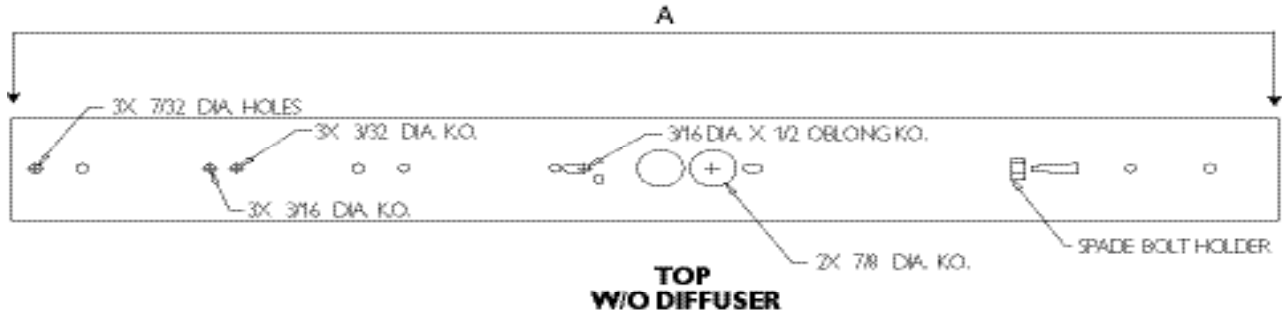 A
3X 7/32 DIA. HOLES
3X 3/32 DIA. K.O.
3/16 DIA. X 1/2 OBLONG K.O.
3X 3/16 DIA. K.O.
SPADE BOLT HOLDER
2X 7/8 DIA. K.O.
TOP
W/O DIFFUSER